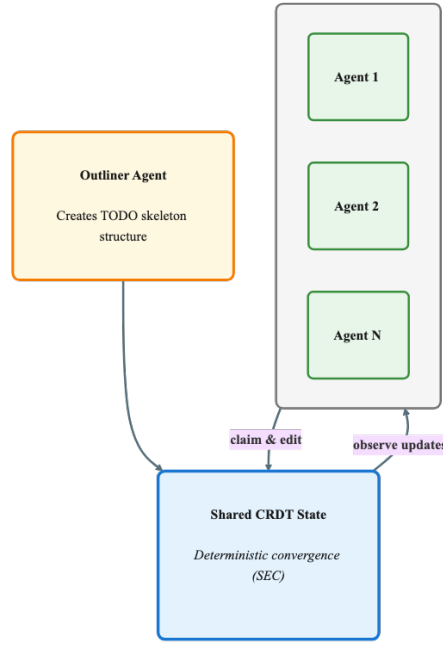 Agent 1
Agent 2
Agent N
Outliner Agent
Creates TODO skeleton
structure
claim & edit
observe updates
Shared CRDT State
Deterministic convergence
(SEC)